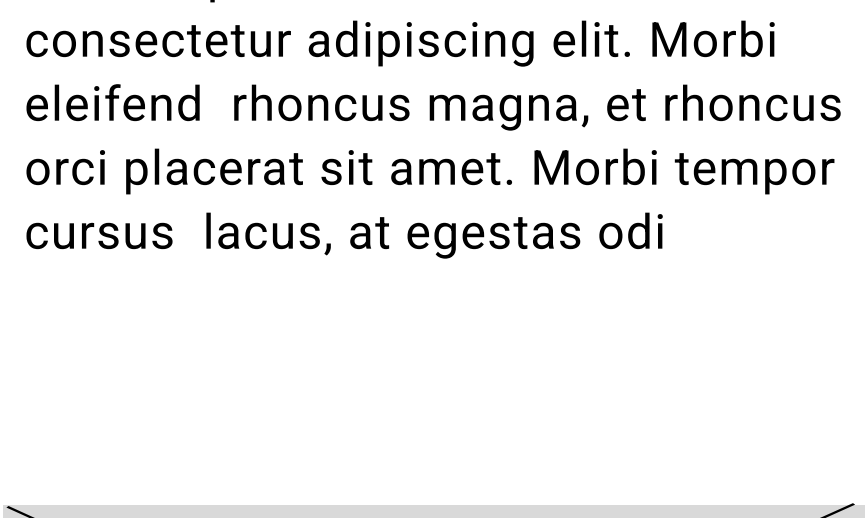 consectetur adipiscing elit. Morbi
eleifend  rhoncus magna, et rhoncus
orci placerat sit amet. Morbi tempor
cursus  lacus, at egestas odi